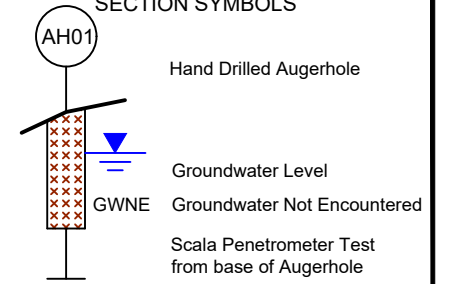 SECTION SYMBOLS
AH01
Hand Drilled Augerhole
Groundwater Level
GWNE Groundwater Not Encountered
Scala Penetrometer Test
from base of Augerhole